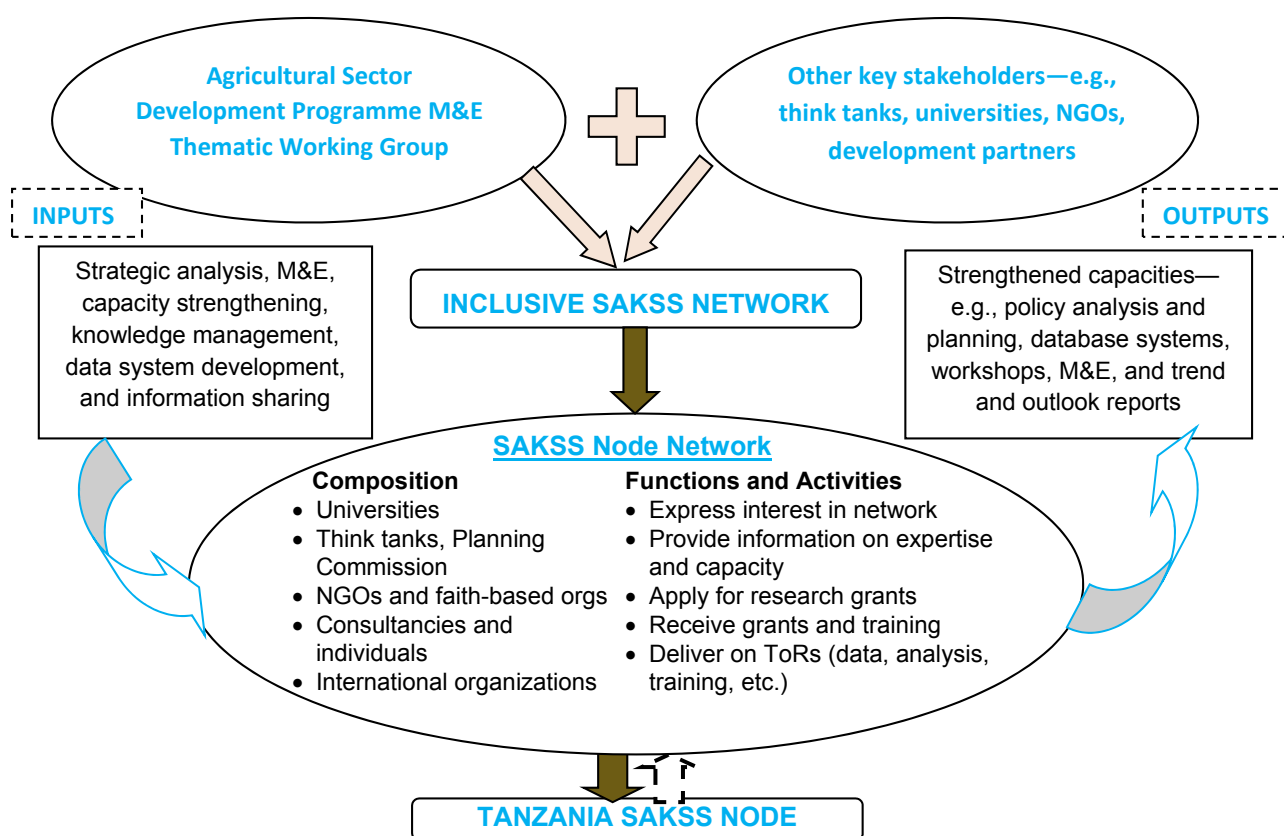 Agricultural Sector
Development Programme M&E
Thematic Working Group
Other key stakeholders—e.g.,
think tanks, universities, NGOs,
development partners
INPUTS
OUTPUTS
Strategic analysis, M&E,
capacity strengthening,
knowledge management,
data system development,
and information sharing
INCLUSIVE SAKSS NETWORK
Strengthened capacities—
e.g., policy analysis and
planning, database systems,
workshops, M&E, and trend
and outlook reports
SAKSS Node Network
Composition
• Universities
• Think tanks, Planning
Commission
• NGOs and faith-based orgs
• Consultancies and
individuals
• International organizations
Functions and Activities
• Express interest in network
• Provide information on expertise
and capacity
• Apply for research grants
• Receive grants and training
• Deliver on ToRs (data, analysis,
training, etc.)
TANZANIA SAKSS NODE